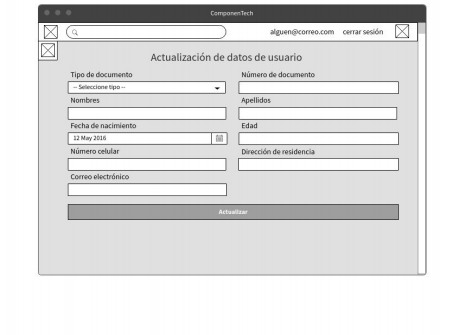 ComponenTech
alguen@correo.com cerrar sesión
Actualización de datos de usuario
Tipo de documento Número de documento
-- Seleccione tipo --
Nombres Apellidos
Fecha de nacimiento Edad
12 May 2016
Número celular Dirección de residencia
Correo electrónico
Actualizar